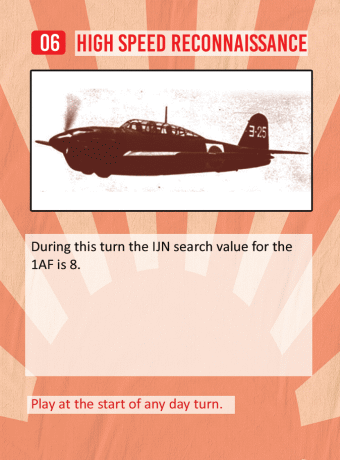 06 HIGH SPEED RECONNAISSANCE
ヨ-25
During this turn the IJN search value for the
1AF is 8.
Play at the start of any day turn.